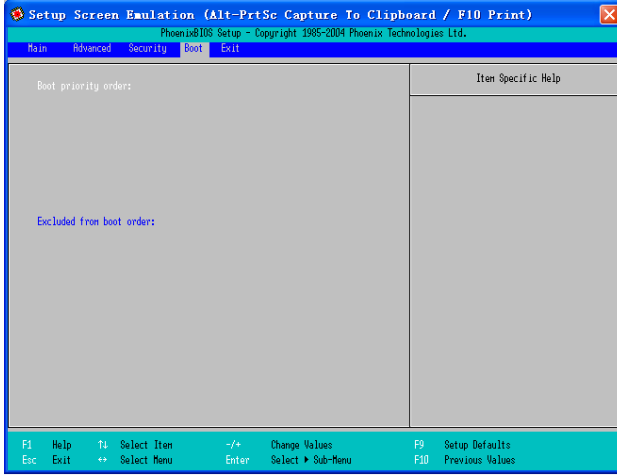 Setup Screen Emulation (Alt-PrtSc Capture To Clipboard / F10 Print)
PhoenixBIOS Setup - Copyright 1985-2004 Phoenix Technologies Ltd.
Main Advanced Security Boot Exit
Item Specific Help
Boot priority order:
Excluded from boot order:
F1 Help ↑↓ Select Item -/+ Change Values F9 Setup Defaults
Esc Exit ↔ Select Menu Enter Select ▸ Sub-Menu F10 Previous Values